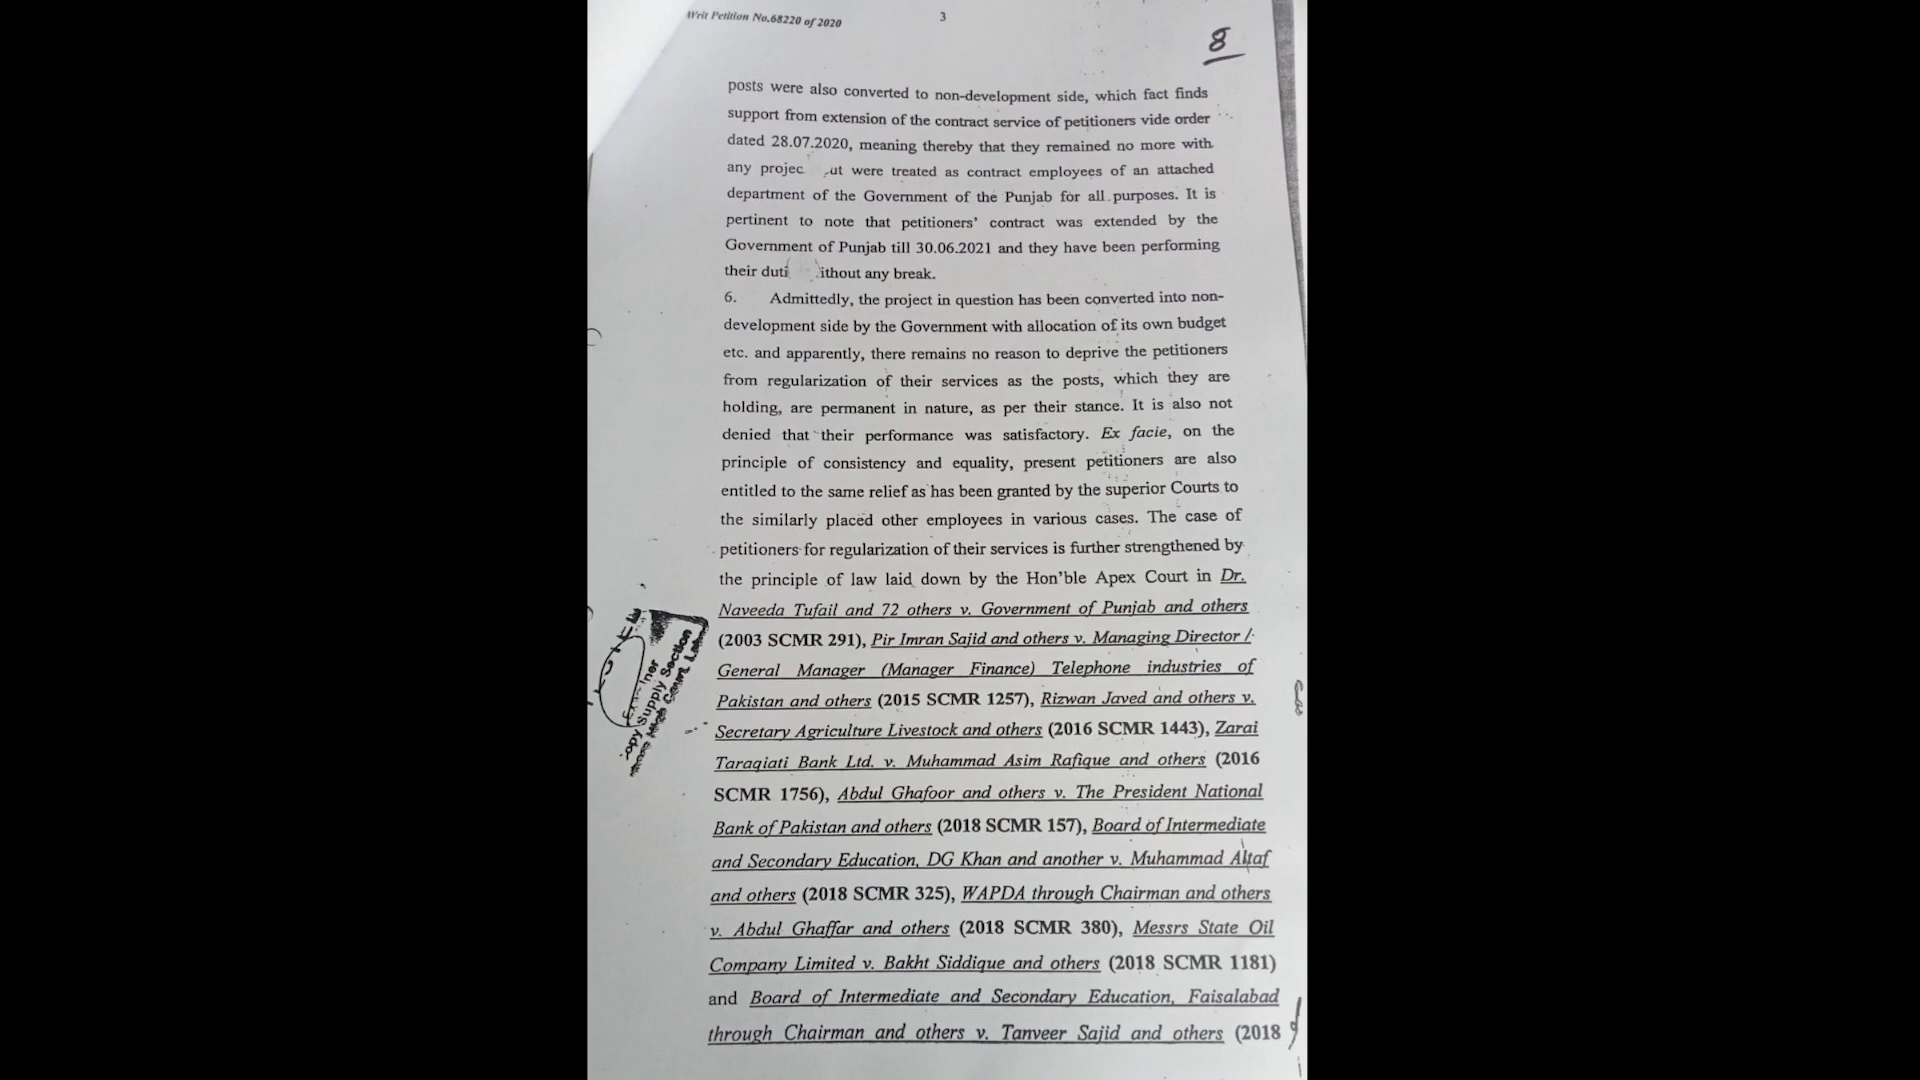 Writ Petition No.68220 of 2020
3
8
posts were also converted to non-development side, which fact finds
support from extension of the contract service of petitioners vide order
dated 28.07.2020, meaning thereby that they remained no more with
any projec ut were treated as contract employees of an attached
department of the Government of the Punjab for all purposes. It is
pertinent to note that petitioners' contract was extended by the
Government of Punjab till 30.06.2021 and they have been performing
their duti ithout any break.
6. Admittedly, the project in question has been converted into non-
development side by the Government with allocation of its own budget
etc. and apparently, there remains no reason to deprive the petitioners
from regularization of their services as the posts, which they are
holding, are permanent in nature, as per their stance. It is also not
denied that their performance was satisfactory. Ex facie, on the
principle of consistency and equality, present petitioners are also
entitled to the same relief as has been granted by the superior Courts to
the similarly placed other employees in various cases. The case of
petitioners for regularization of their services is further strengthened by
the principle of law laid down by the Hon'ble Apex Court in Dr.
Naveeda Tufail and 72 others v. Government of Punjab and others
(2003 SCMR 291), Pir Imran Sajid and others v. Managing Director /
General Manager (Manager Finance) Telephone industries of
Pakistan and others (2015 SCMR 1257), Rizwan Javed and others v.
Secretary Agriculture Livestock and others (2016 SCMR 1443), Zarai
Taraqiati Bank Ltd. v. Muhammad Asim Rafique and others (2016
SCMR 1756), Abdul Ghafoor and others v. The President National
Bank of Pakistan and others (2018 SCMR 157), Board of Intermediate
and Secondary Education, DG Khan and another v. Muhammad Altaf
and others (2018 SCMR 325), WAPDA through Chairman and others
v. Abdul Ghaffar and others (2018 SCMR 380), Messrs State Oil
Company Limited v. Bakht Siddique and others (2018 SCMR 1181)
and Board of Intermediate and Secondary Education, Faisalabad
through Chairman and others v. Tanveer Sajid and others (2018
opy Supply Section